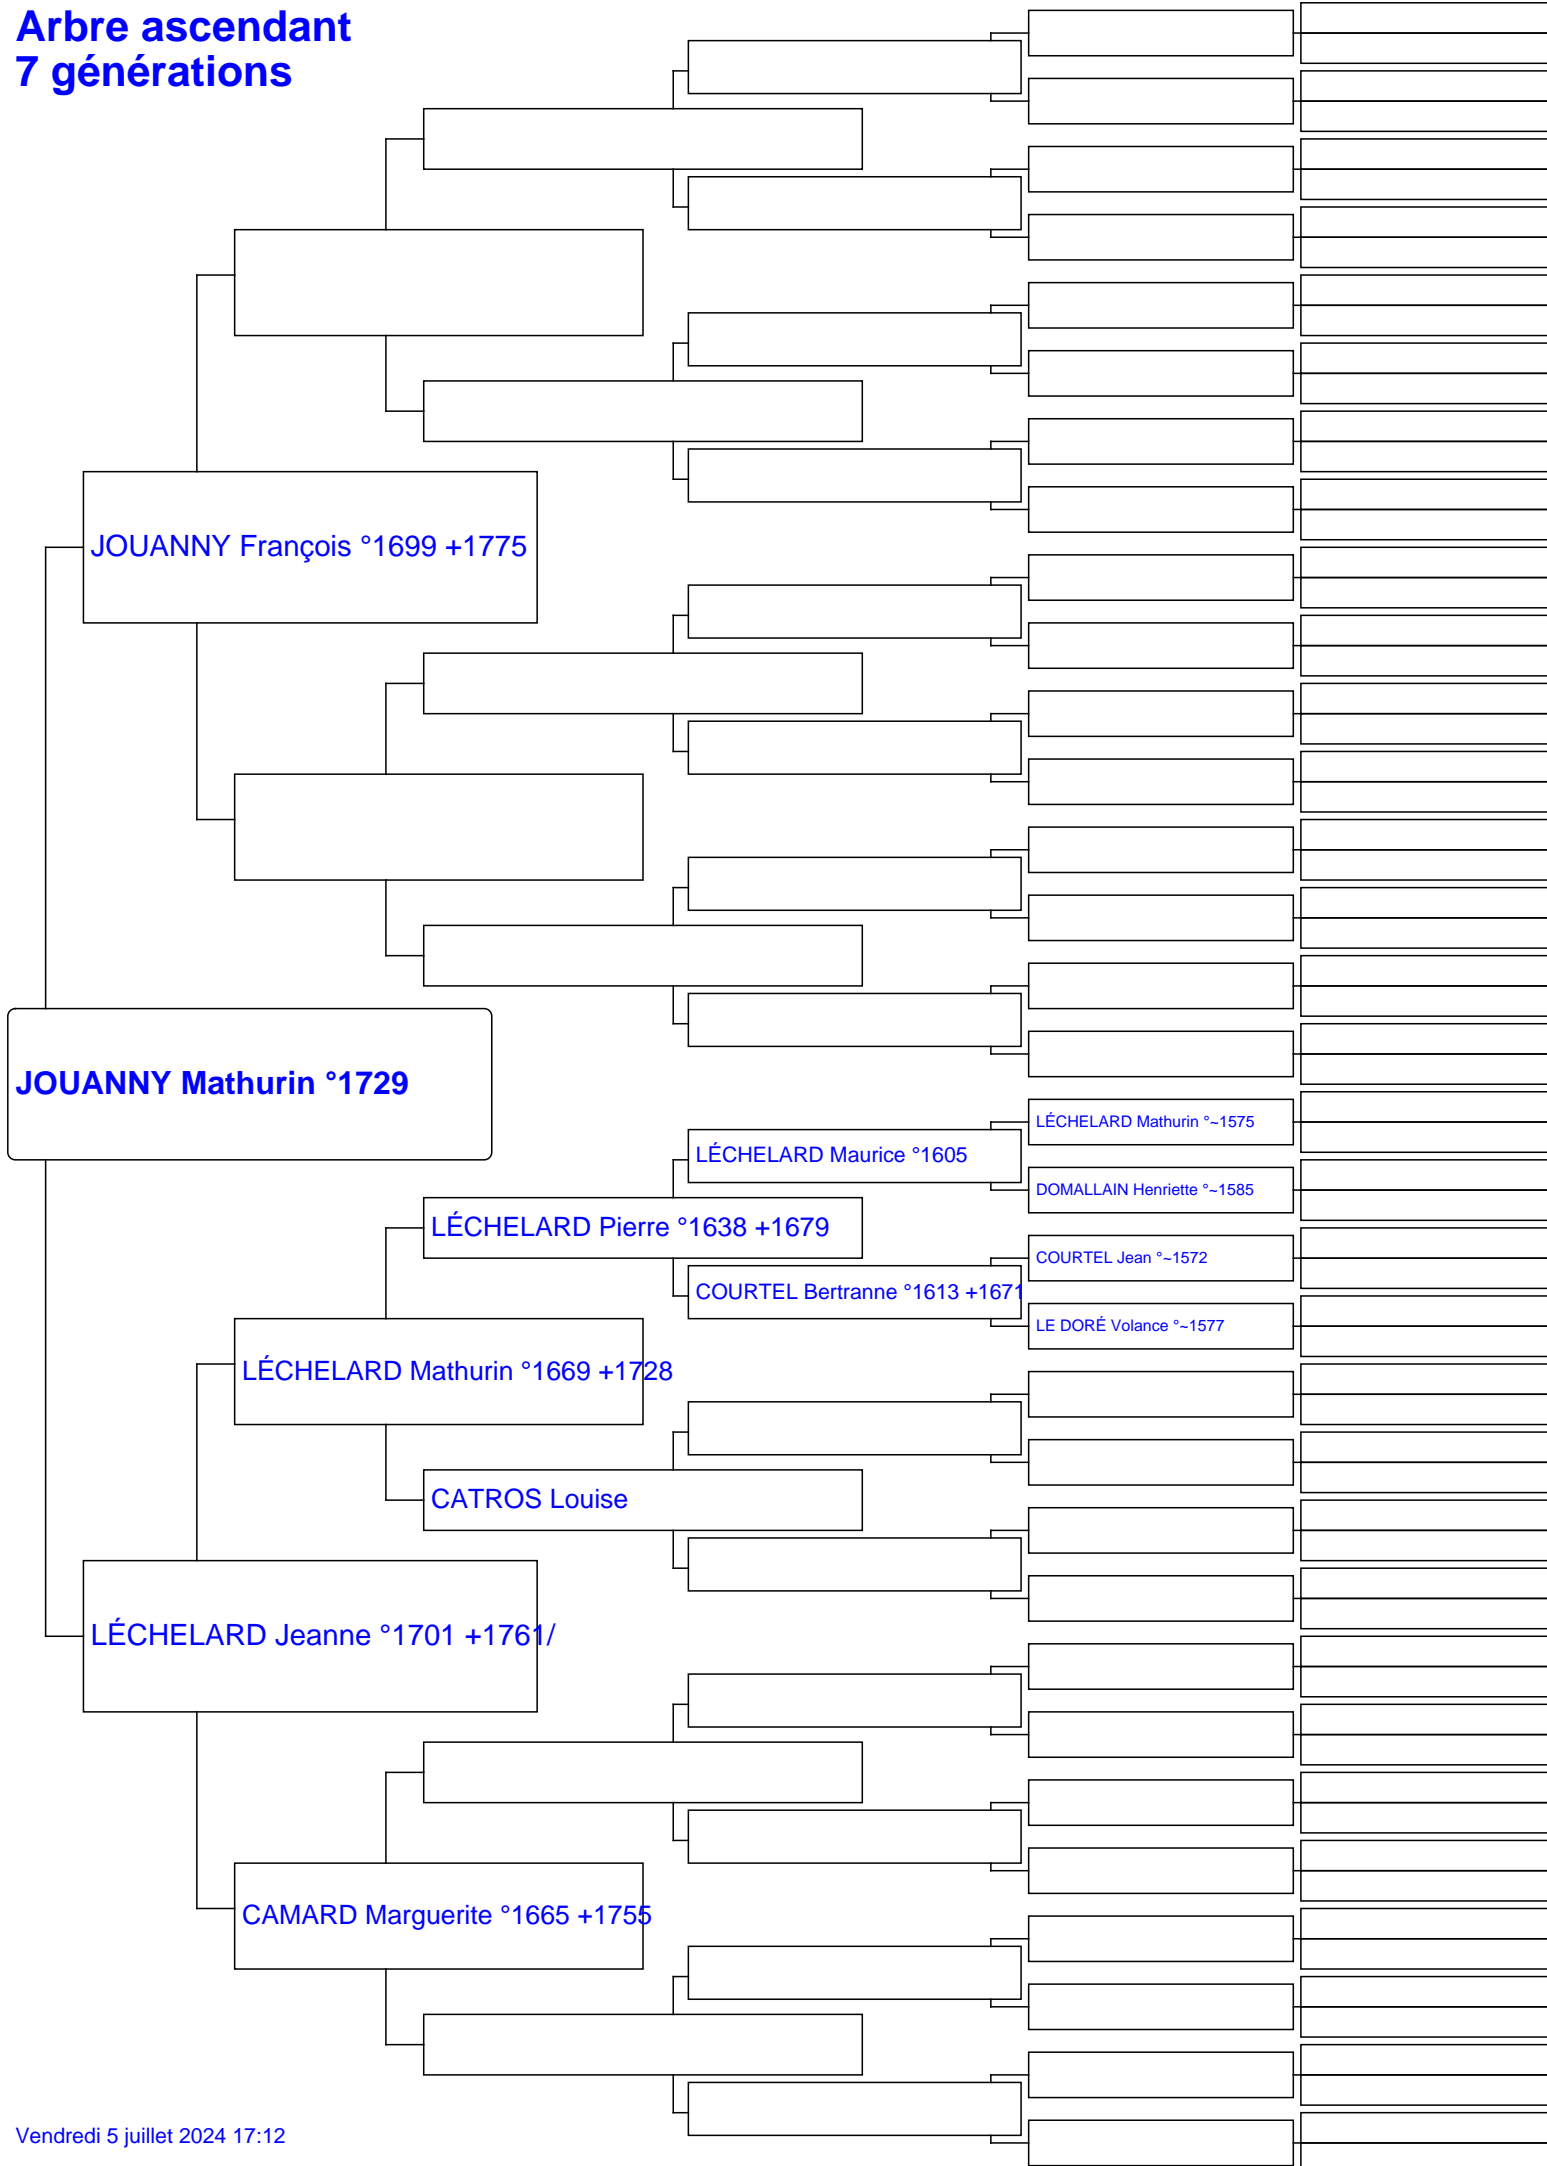 Arbre ascendant
7 générations
JOUANNY François °1699 +1775
JOUANNY Mathurin °1729
LÉCHELARD Mathurin °~1575
LÉCHELARD Maurice °1605
DOMALLAIN Henriette °~1585
LÉCHELARD Pierre °1638 +1679
COURTEL Jean °~1572
COURTEL Bertranne °1613 +1671
LE DORÉ Volance °~1577
LÉCHELARD Mathurin °1669 +1728
CATROS Louise
LÉCHELARD Jeanne °1701 +1761/
CAMARD Marguerite °1665 +1755
Vendredi 5 juillet 2024 17:12